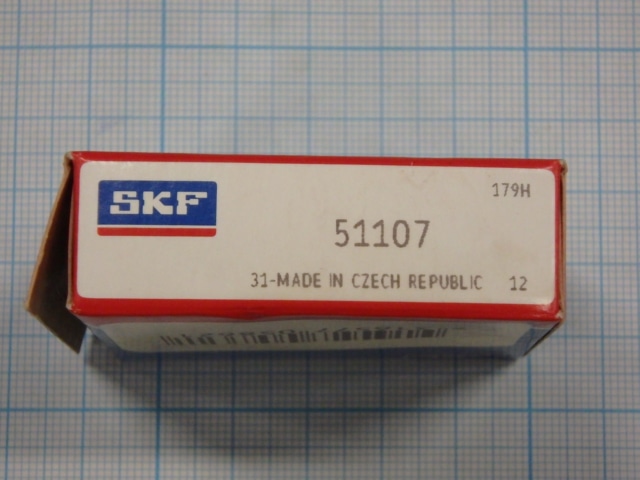 179H
SKF
51107
31-MADE IN CZECH REPUBLIC 12